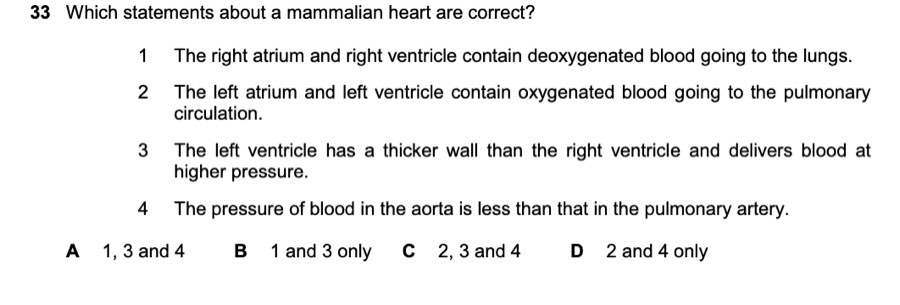 33 Which statements about a mammalian heart are correct?
1 The right atrium and right ventricle contain deoxygenated blood going to the lungs.
2 The left atrium and left ventricle contain oxygenated blood going to the pulmonary
circulation.
3 The left ventricle has a thicker wall than the right ventricle and delivers blood at
higher pressure.
4 The pressure of blood in the aorta is less than that in the pulmonary artery.
A 1, 3 and 4 B 1 and 3 only C 2, 3 and 4 D 2 and 4 only